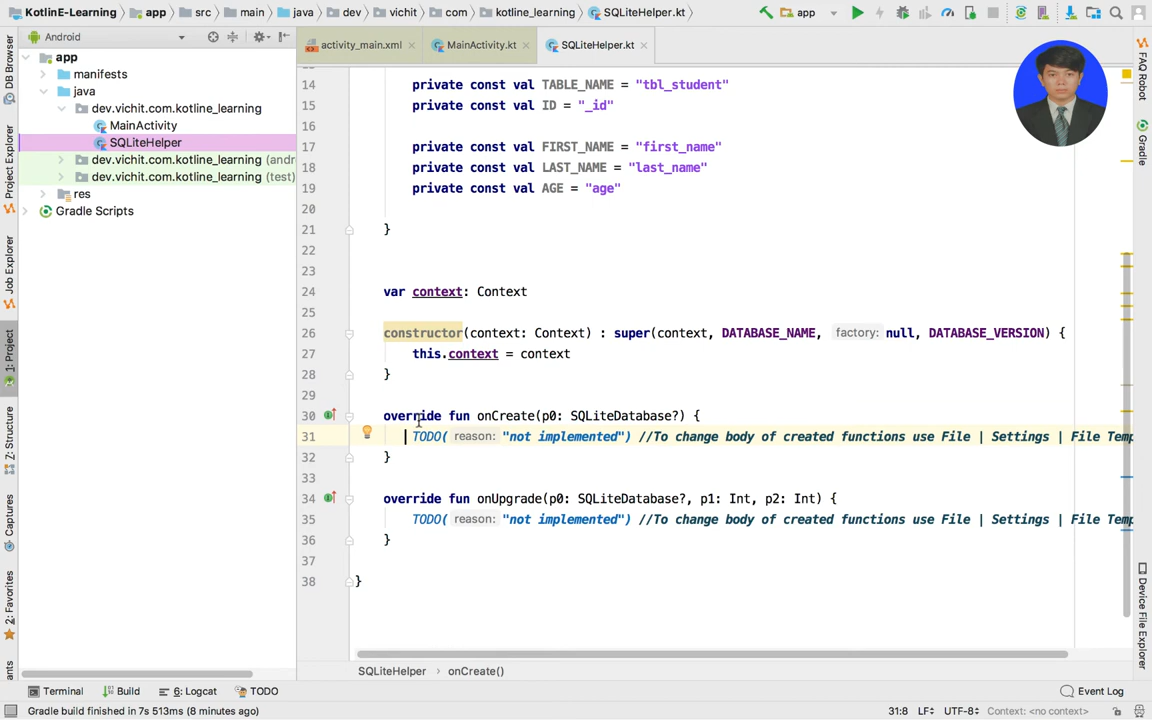 KotlinE-Learning app src main java dev vichit com kotline_learning SQLiteHelper.kt app
Android activity_main.xml MainActivity.kt SQLiteHelper.kt
app
manifests
java
dev.vichit.com.kotline_learning
MainActivity
SQLiteHelper
dev.vichit.com.kotline_learning (andr
dev.vichit.com.kotline_learning (test)
res
Gradle Scripts
DB Browser
Project Explorer
Job Explorer
1: Project
Z: Structure
Captures
2: Favorites
ants
14 private const val TABLE_NAME = "tbl_student"
15 private const val ID = "_id"
16
17 private const val FIRST_NAME = "first_name"
18 private const val LAST_NAME = "last_name"
19 private const val AGE = "age"
20
21 }
22
23
24 var context: Context
25
26 constructor(context: Context) : super(context, DATABASE_NAME, factory: null, DATABASE_VERSION) {
27 this.context = context
28 }
29
30 override fun onCreate(p0: SQLiteDatabase?) {
31 TODO( reason: "not implemented") //To change body of created functions use File | Settings | File Temp
32 }
33
34 override fun onUpgrade(p0: SQLiteDatabase?, p1: Int, p2: Int) {
35 TODO( reason: "not implemented") //To change body of created functions use File | Settings | File Temp
36 }
37
38 }
FAQ Robot
Gradle
Device File Explorer
SQLiteHelper › onCreate()
Terminal Build 6: Logcat TODO Event Log
Gradle build finished in 7s 513ms (8 minutes ago) 31:8 LF÷ UTF-8÷ Context: <no context>